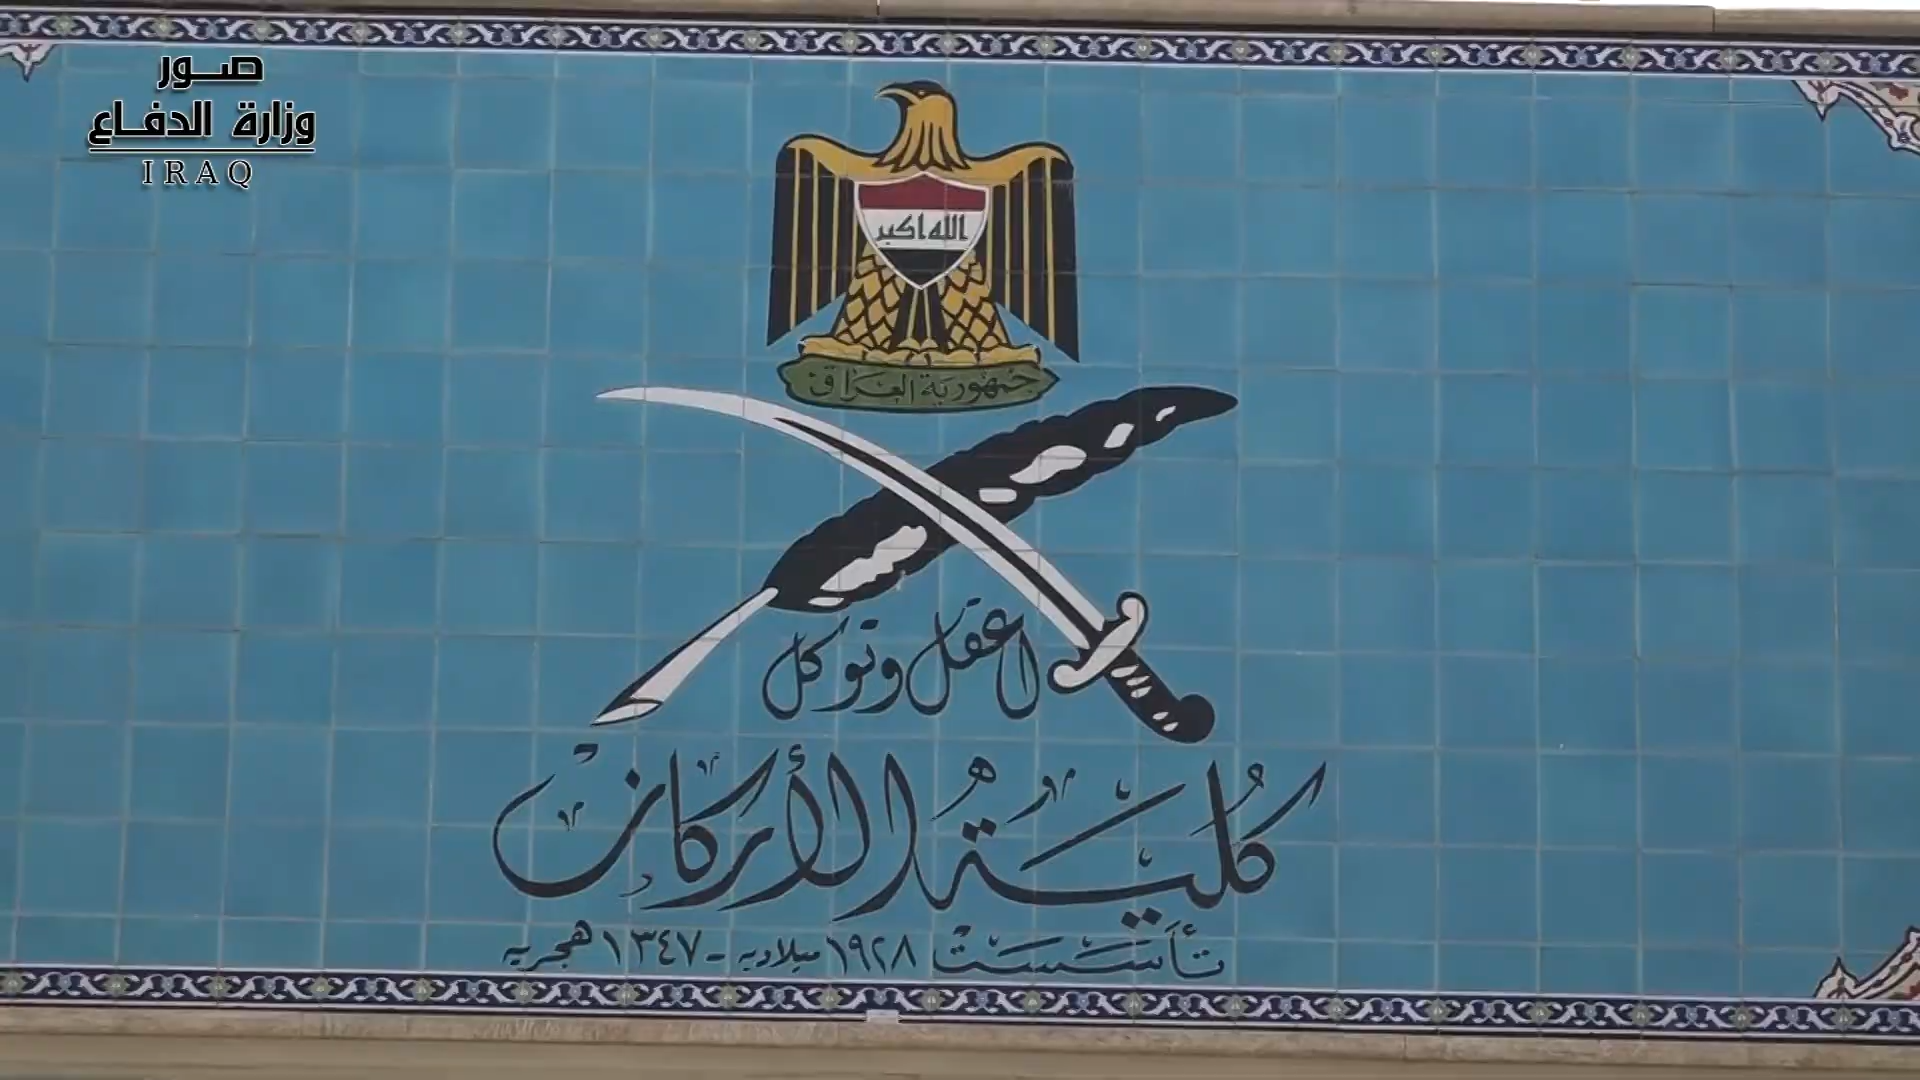 صور
وزارة الدفاع
IRAQ
الله اكبر
جمهورية العراق
اعقل وتوكل
كلية الأركان
تأسست ١٩٢٨ ميلادية - ١٣٤٧ هجرية